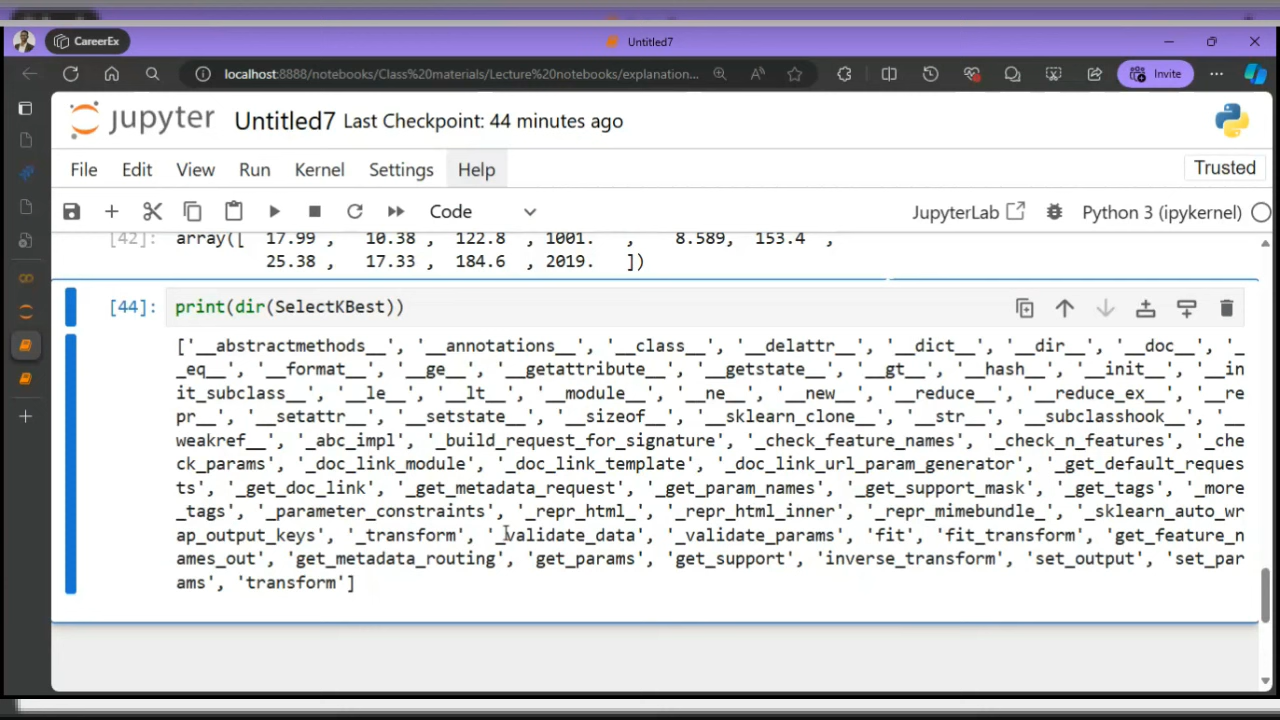 CareerEx
Untitled7
localhost:8888/notebooks/Class%20materials/Lecture%20notebooks/explanation...
Invite
jupyter Untitled7 Last Checkpoint: 44 minutes ago
File Edit View Run Kernel Settings Help
Trusted
Code
JupyterLab
Python 3 (ipykernel)
[42]: array([ 17.99 , 10.38 , 122.8 , 1001. , 8.589, 153.4 ,
25.38 , 17.33 , 184.6 , 2019. ])
[44]: print(dir(SelectKBest))
['__abstractmethods__', '__annotations__', '__class__', '__delattr__', '__dict__', '__dir__', '__doc__', '_
_eq__', '__format__', '__ge__', '__getattribute__', '__getstate__', '__gt__', '__hash__', '__init__', '__in
it_subclass__', '__le__', '__lt__', '__module__', '__ne__', '__new__', '__reduce__', '__reduce_ex__', '__re
pr__', '__setattr__', '__setstate__', '__sizeof__', '__sklearn_clone__', '__str__', '__subclasshook__', '__
weakref__', '_abc_impl', '_build_request_for_signature', '_check_feature_names', '_check_n_features', '_che
ck_params', '_doc_link_module', '_doc_link_template', '_doc_link_url_param_generator', '_get_default_reques
ts', '_get_doc_link', '_get_metadata_request', '_get_param_names', '_get_support_mask', '_get_tags', '_more
_tags', '_parameter_constraints', '_repr_html_', '_repr_html_inner', '_repr_mimebundle_', '_sklearn_auto_wr
ap_output_keys', '_transform', '_validate_data', '_validate_params', 'fit', 'fit_transform', 'get_feature_n
ames_out', 'get_metadata_routing', 'get_params', 'get_support', 'inverse_transform', 'set_output', 'set_par
ams', 'transform']